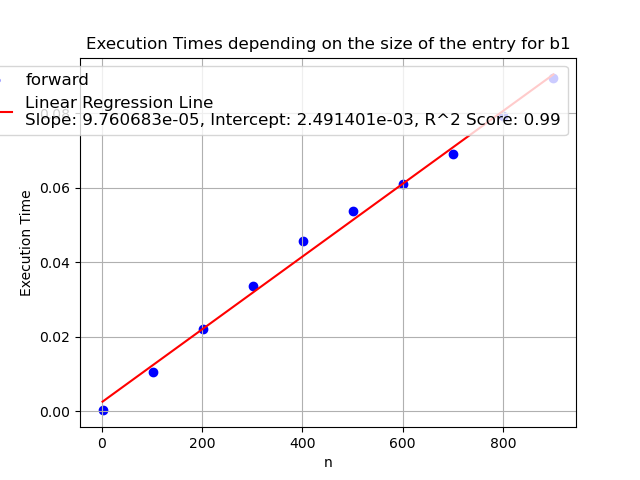 Execution Times depending on the size of the entry for b1
forward
Linear Regression Line
Slope: 9.760683e-05, Intercept: 2.491401e-03, R^2 Score: 0.99
0.08
0.06
0.04
0.02
0.00
Execution Time
0 200 400 600 800
n